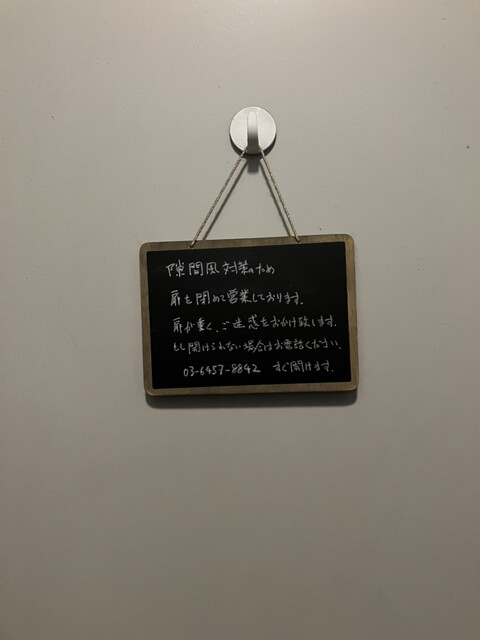 隙間風対策のため
扉を閉めて営業しております。
扉が重く、ご迷惑をおかけ致します。
もし開けられない場合はお電話ください。
03-6457-8842 すぐ開けます。